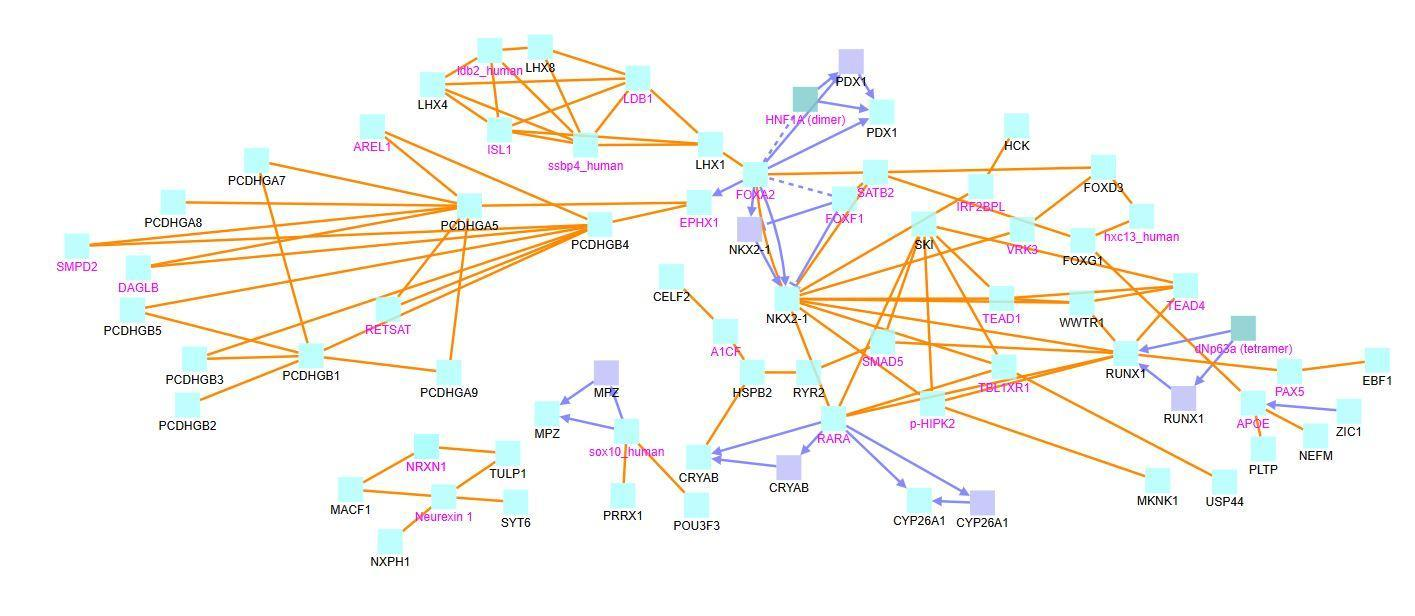 ldb2_human
LHX8
LHX4
LDB1
PDX1
HNF1A (dimer)
PDX1
AREL1
ISL1
ssbp4_human
LHX1
HCK
PCDHGA7
FOXA2
SATB2
IRF2BPL
FOXD3
PCDHGA8
PCDHGA5
EPHX1
FOXF1
PCDHGB4
NKX2-1
SKI
VRK3
hxc13_human
FOXG1
SMPD2
DAGLB
CELF2
NKX2-1
TEAD1
WWTR1
TEAD4
PCDHGB5
RETSAT
A1CF
SMAD5
dNp63a (tetramer)
PCDHGB3
PCDHGB1
PCDHGA9
MPZ
HSPB2
RYR2
TBL1XR1
RUNX1
PAX5
EBF1
PCDHGB2
MPZ
sox10_human
RARA
p-HIPK2
RUNX1
APOE
ZIC1
NRXN1
TULP1
CRYAB
CRYAB
PLTP
NEFM
MACF1
Neurexin 1
SYT6
PRRX1
POU3F3
CYP26A1
CYP26A1
MKNK1
USP44
NXPH1